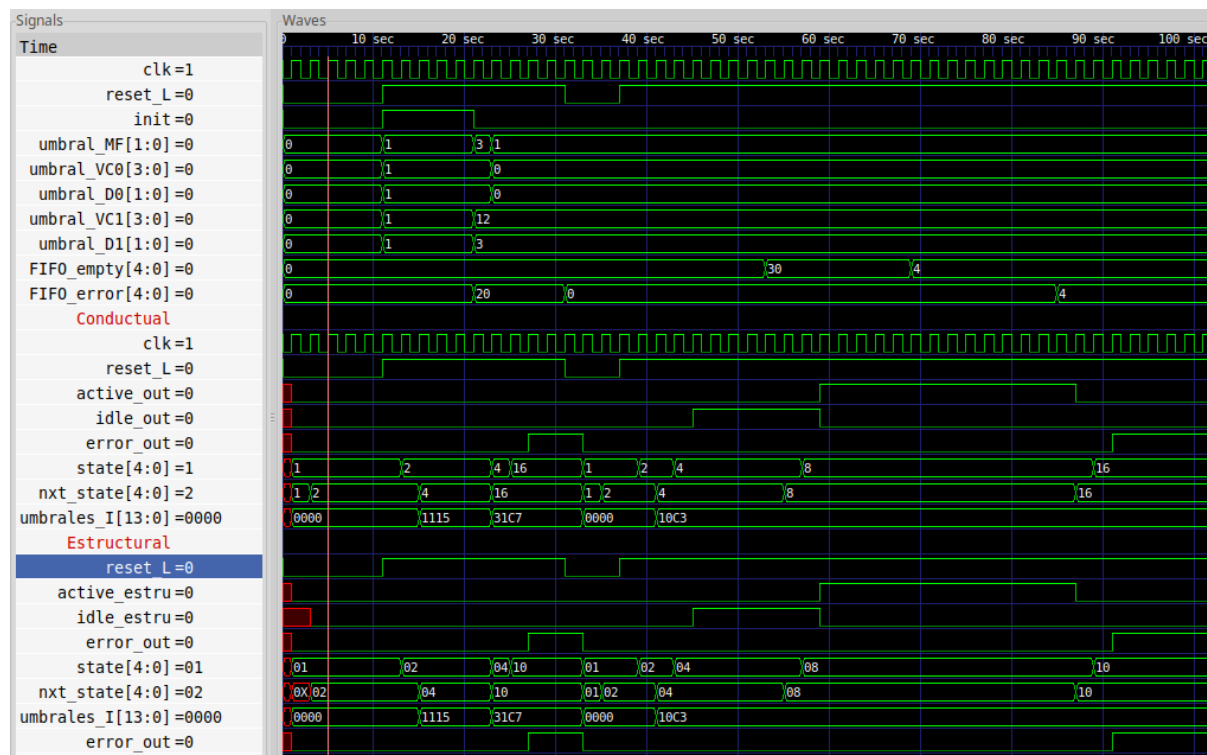 Signals
Waves
Time
0 10 sec 20 sec 30 sec 40 sec 50 sec 60 sec 70 sec 80 sec 90 sec 100 sec
clk=1
reset_L=0
init=0
umbral_MF[1:0]=0 0 1 3 1
umbral_VC0[3:0]=0 0 1 0
umbral_D0[1:0]=0 0 1 0
umbral_VC1[3:0]=0 0 1 12
umbral_D1[1:0]=0 0 1 3
FIFO_empty[4:0]=0 0 30 4
FIFO_error[4:0]=0 0 20 0 4
Conductual
clk=1
reset_L=0
active_out=0
idle_out=0
error_out=0
state[4:0]=1 1 2 4 16 1 2 4 8 16
nxt_state[4:0]=2 1 2 4 16 1 2 4 8 16
umbrales_I[13:0]=0000 0000 1115 31C7 0000 10C3
Estructural
reset_L=0
active_estru=0
idle_estru=0
error_out=0
state[4:0]=01 01 02 04 10 01 02 04 08 10
nxt_state[4:0]=02 0X 02 04 10 01 02 04 08 10
umbrales_I[13:0]=0000 0000 1115 31C7 0000 10C3
error_out=0